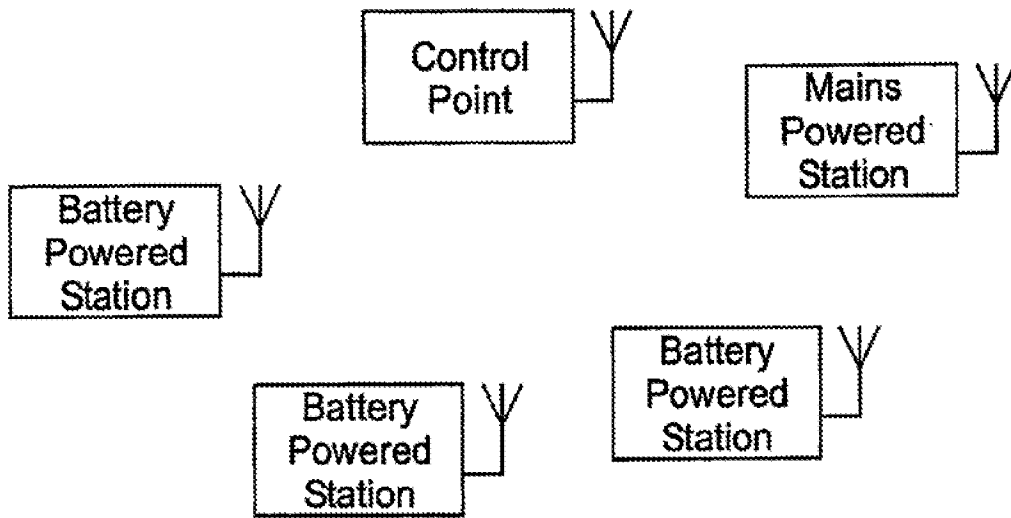 Control
Point
Mains
Powered
Station
Battery
Powered
Station
Battery
Powered
Station
Battery
Powered
Station